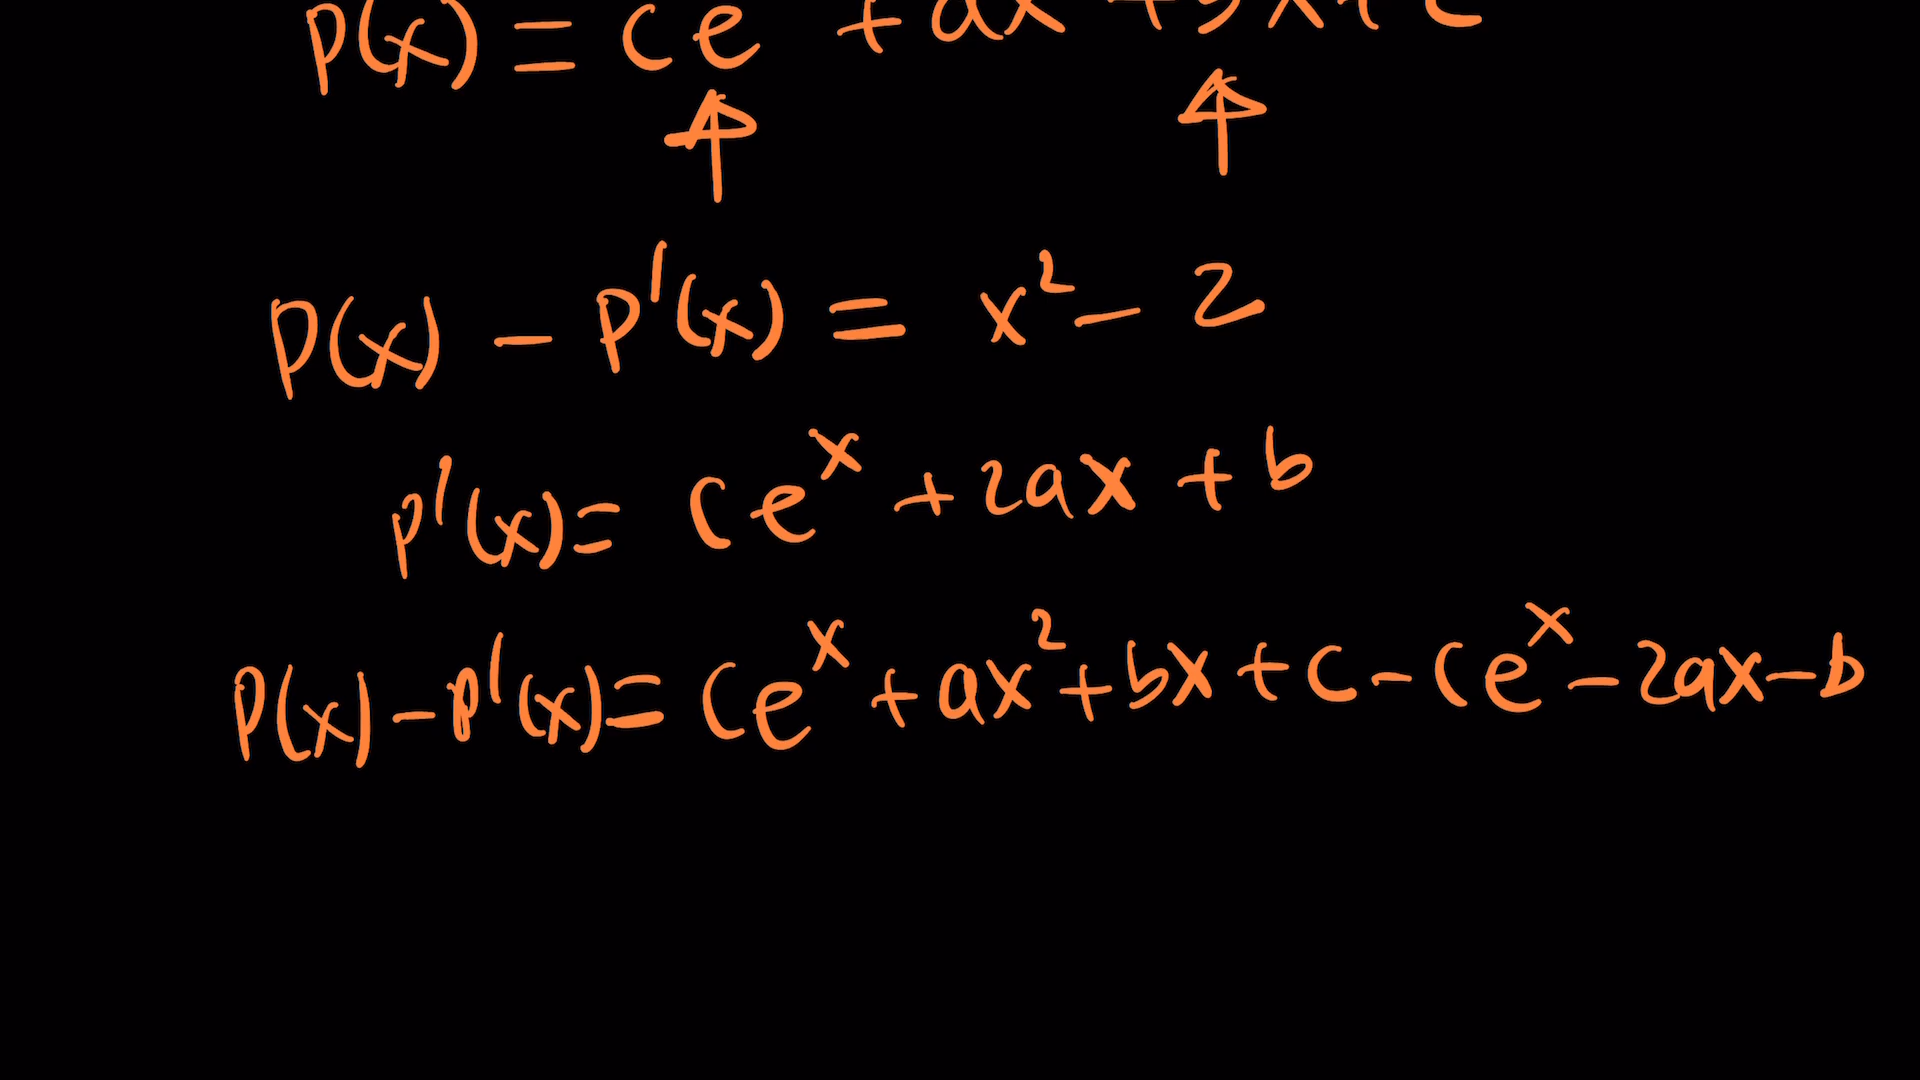 P(x) = ce + ax + bx + c
P(x) - P'(x) = x² - 2
P'(x) = Ce^x + 2ax + b
P(x) - P'(x) = Ce^x + ax² + bx + c - Ce^x - 2ax - b